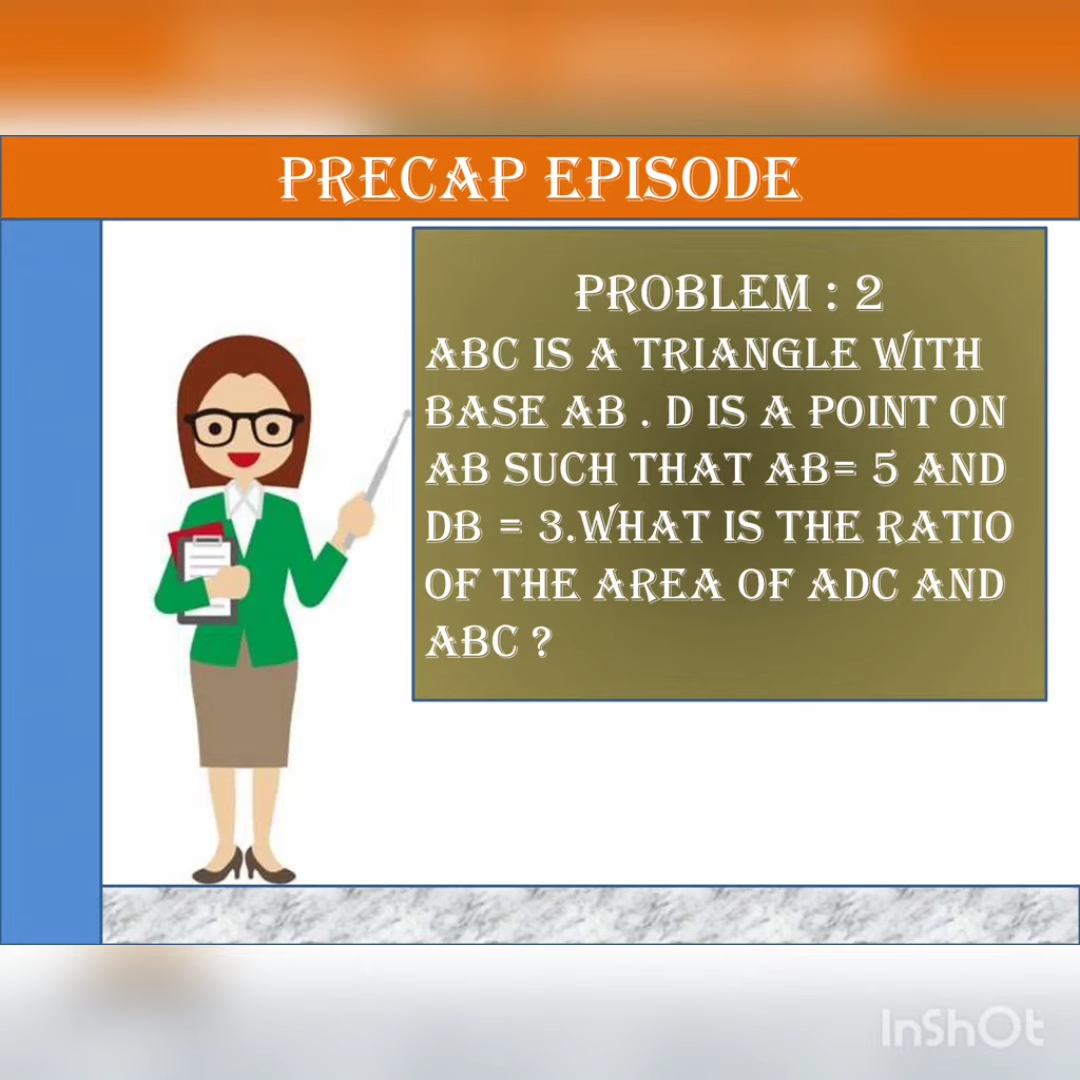 PRECAP EPISODE
PROBLEM : 2
ABC IS A TRIANGLE WITH
BASE AB . D IS A POINT ON
AB SUCH THAT AB= 5 AND
DB = 3.WHAT IS THE RATIO
OF THE AREA OF ADC AND
ABC ?
InShOt